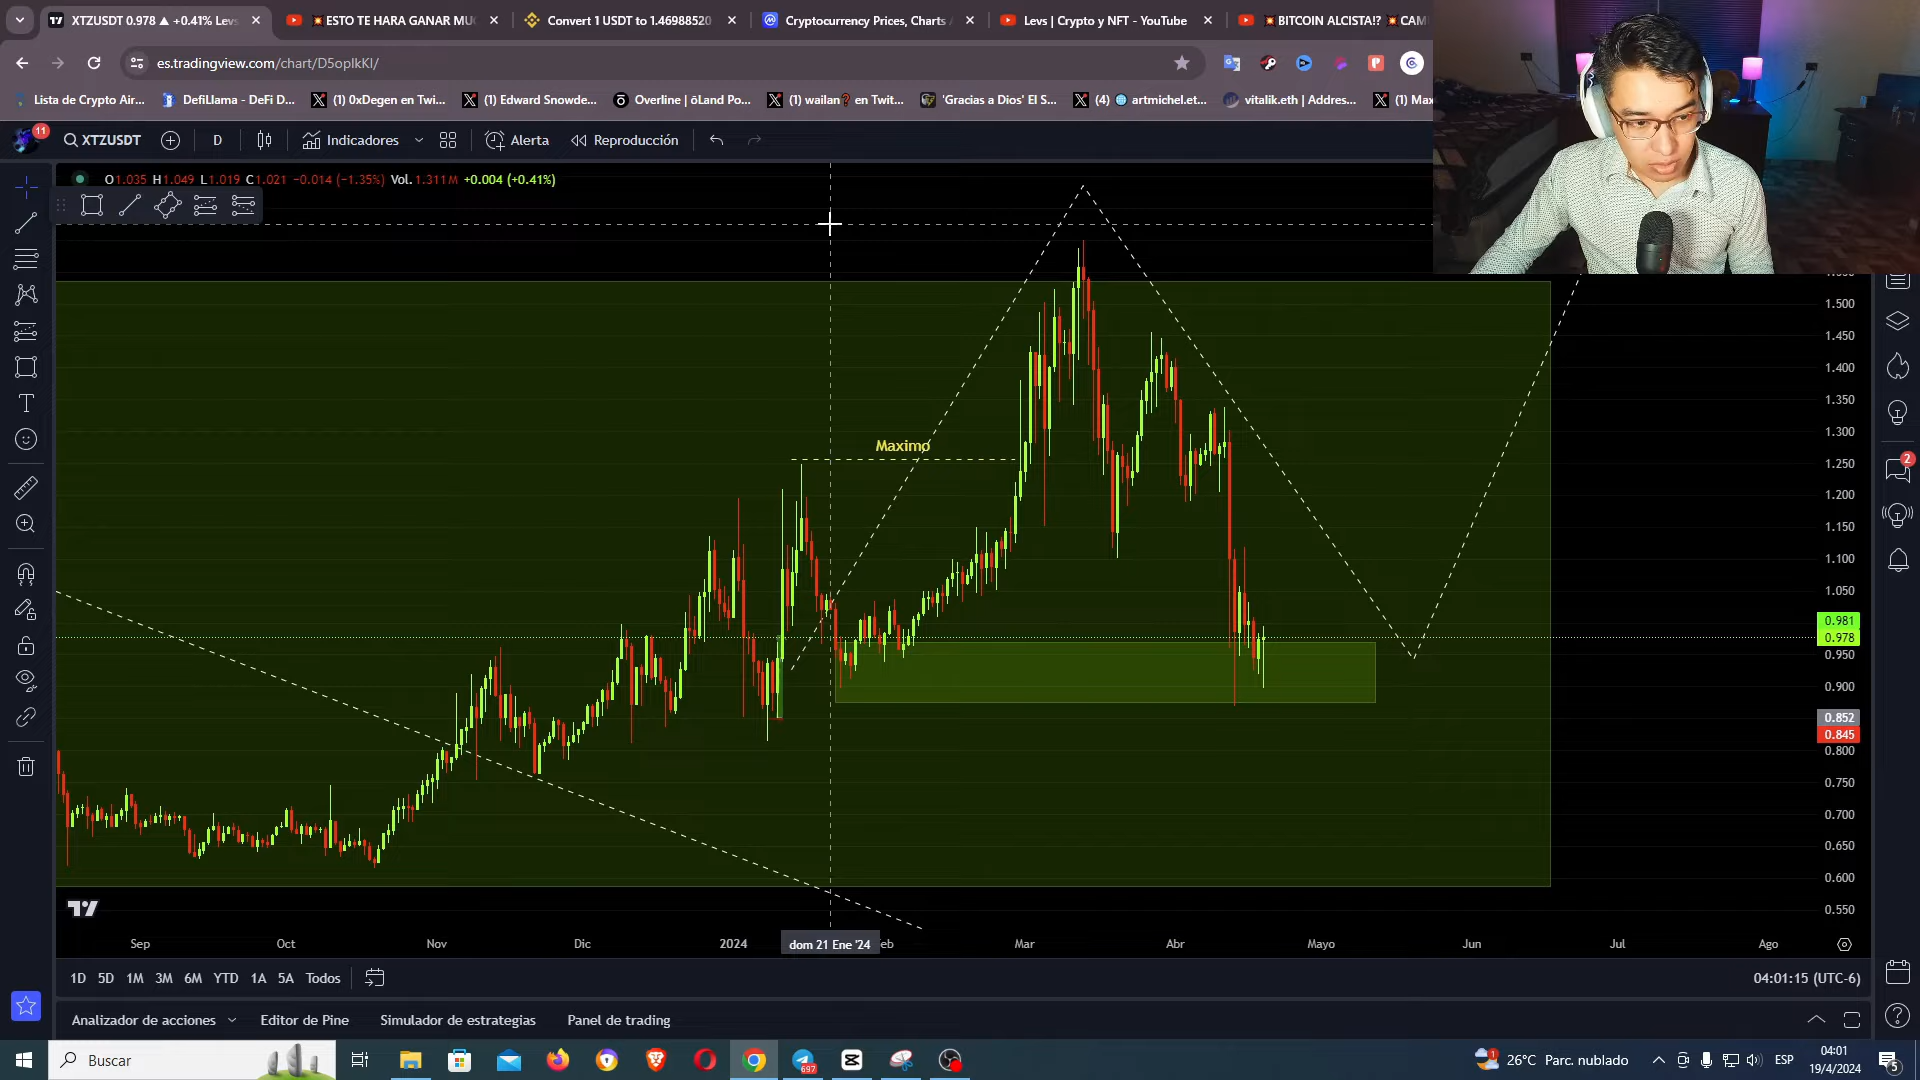 XTZUSDT 0.978 ▲ +0.41% Levs
💥ESTO TE HARA GANAR MU
Convert 1 USDT to 1.46988520
Cryptocurrency Prices, Charts
Levs | Crypto y NFT - YouTube
💥BITCOIN ALCISTA!? 💥CAM
es.tradingview.com/chart/D5oplkKl/
Lista de Crypto Air...
DefiLlama - DeFi D...
(1) 0xDegen en Twi...
(1) Edward Snowde...
Overline | ōLand Po...
(1) wailan❓ en Twit...
'Gracias a Dios' El S...
(4) 🌐 artmichel.et...
vitalik.eth | Addres...
(1) Max
11
XTZUSDT
D
Indicadores
Alerta
Reproducción
O1.035 H1.049 L1.019 C1.021 −0.014 (−1.35%) Vol. 1.311M +0.004 (+0.41%)
Maximo
1.500
1.450
1.400
1.350
1.300
1.250
1.200
1.150
1.100
1.050
0.981
0.978
0.950
0.900
0.852
0.845
0.800
0.750
0.700
0.650
0.600
0.550
2
Sep
Oct
Nov
Dic
2024
dom 21 Ene '24
eb
Mar
Abr
Mayo
Jun
Jul
Ago
1D 5D 1M 3M 6M YTD 1A 5A Todos
04:01:15 (UTC-6)
Analizador de acciones
Editor de Pine
Simulador de estrategias
Panel de trading
Buscar
697
1
26°C Parc. nublado
ESP
04:01
19/4/2024
5